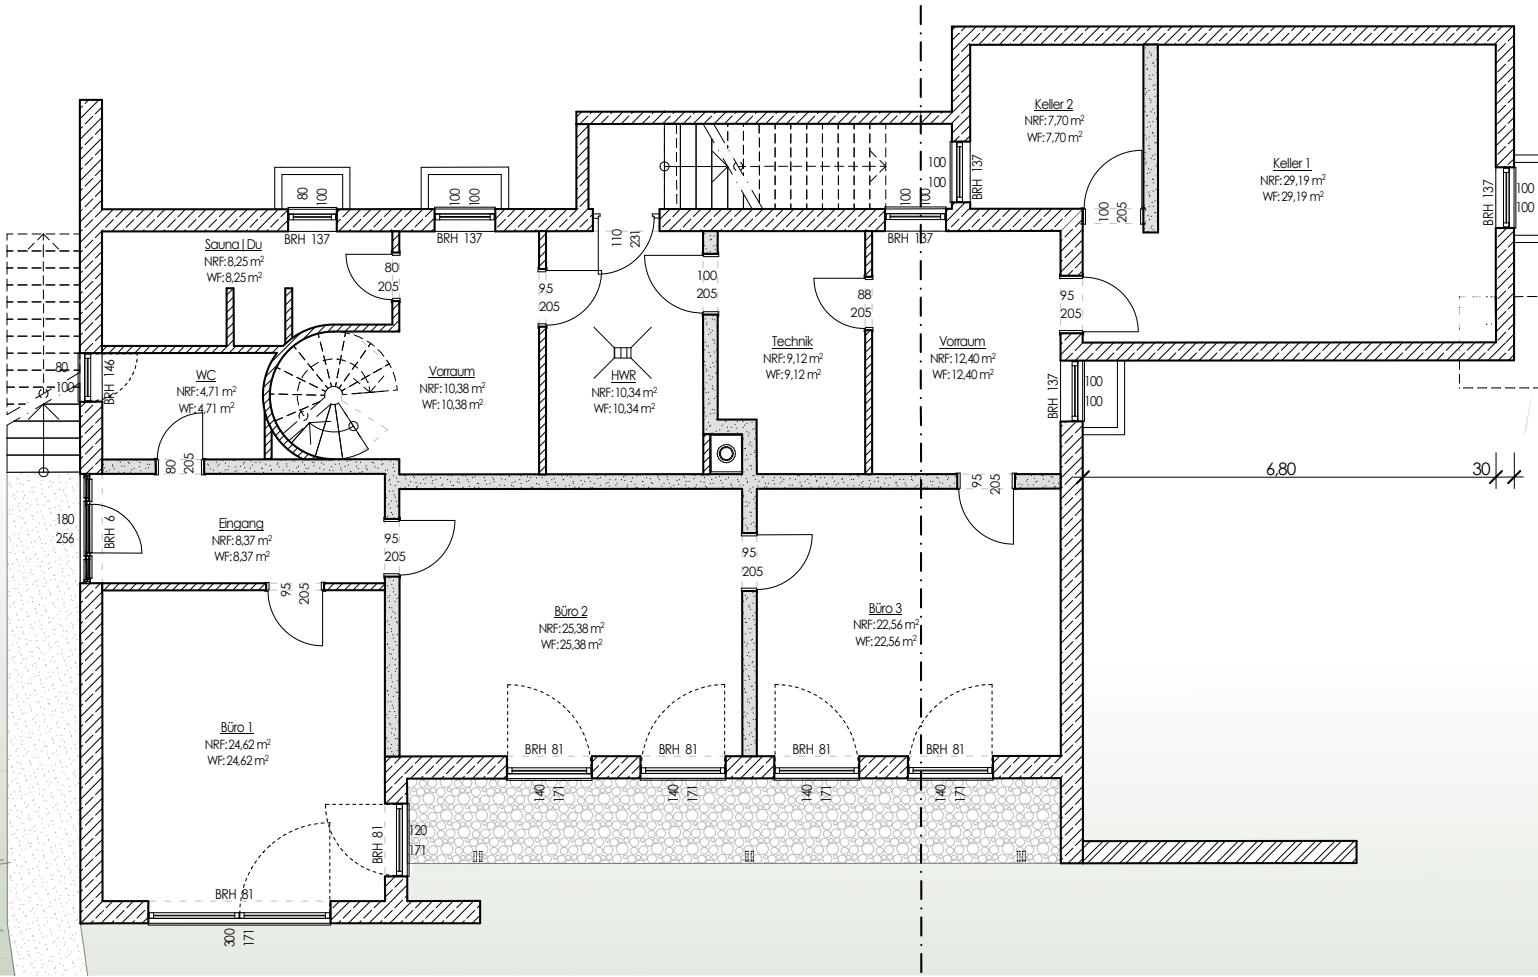 Keller 2
NRF:7,70 m²
WF:7,70 m²
Keller 1
NRF:29,19 m²
WF:29,19 m²
100
205
BRH 137
100
100
100
100
BRH 137
100
100
BRH 137
80
100
BRH 137
100
100
BRH 137
110
231
Sauna|Du
NRF:8,25 m²
WF:8,25 m²
80
205
95
205
100
205
88
205
95
205
Technik
NRF:9,12 m²
WF:9,12 m²
Vorraum
NRF:12,40 m²
WF:12,40 m²
Vorraum
NRF:10,38 m²
WF:10,38 m²
HWR
NRF:10,34 m²
WF:10,34 m²
WC
NRF:4,71 m²
WF:4,71 m²
80
100
BRH 146
BRH 137
100
100
80
205
6,80
30
95
205
180
256
BRH 6
Eingang
NRF:8,37 m²
WF:8,37 m²
95
205
95
205
95
205
Büro 2
NRF:25,38 m²
WF:25,38 m²
Büro 3
NRF:22,56 m²
WF:22,56 m²
Büro 1
NRF:24,62 m²
WF:24,62 m²
BRH 81
BRH 81
BRH 81
BRH 81
140
171
140
171
140
171
140
171
BRH 81
120
171
BRH 81
300
171